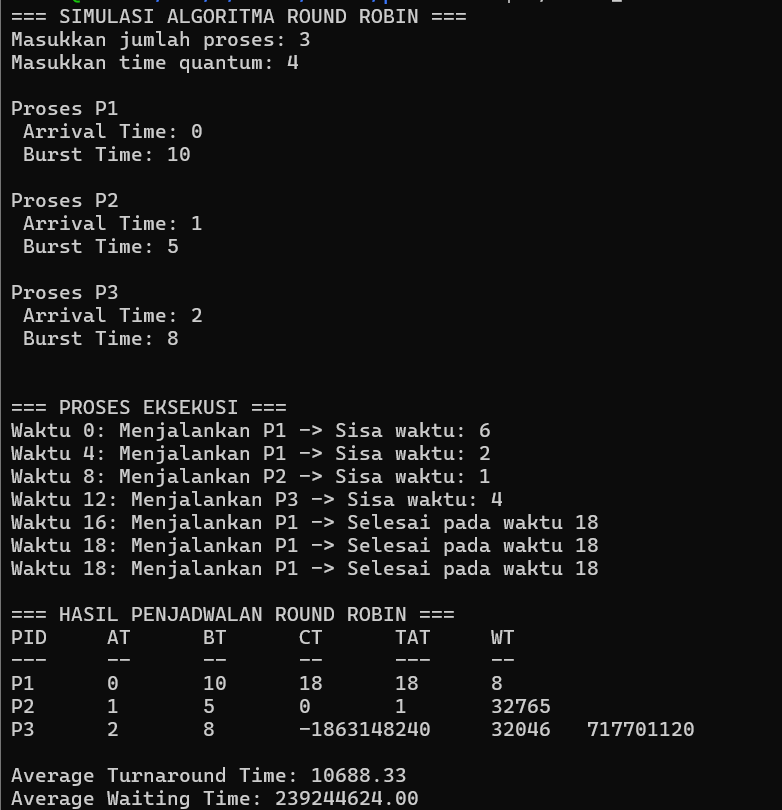 === SIMULASI ALGORITMA ROUND ROBIN ===
Masukkan jumlah proses: 3
Masukkan time quantum: 4
Proses P1
Arrival Time: 0
Burst Time: 10
Proses P2
Arrival Time: 1
Burst Time: 5
Proses P3
Arrival Time: 2
Burst Time: 8
=== PROSES EKSEKUSI ===
Waktu 0: Menjalankan P1 -> Sisa waktu: 6
Waktu 4: Menjalankan P1 -> Sisa waktu: 2
Waktu 8: Menjalankan P2 -> Sisa waktu: 1
Waktu 12: Menjalankan P3 -> Sisa waktu: 4
Waktu 16: Menjalankan P1 -> Selesai pada waktu 18
Waktu 18: Menjalankan P1 -> Selesai pada waktu 18
Waktu 18: Menjalankan P1 -> Selesai pada waktu 18
=== HASIL PENJADWALAN ROUND ROBIN ===
PID AT BT CT TAT WT
--- -- -- -- --- --
P1 0 10 18 18 8
P2 1 5 0 1 32765
P3 2 8 -1863148240 32046 717701120
Average Turnaround Time: 10688.33
Average Waiting Time: 239244624.00